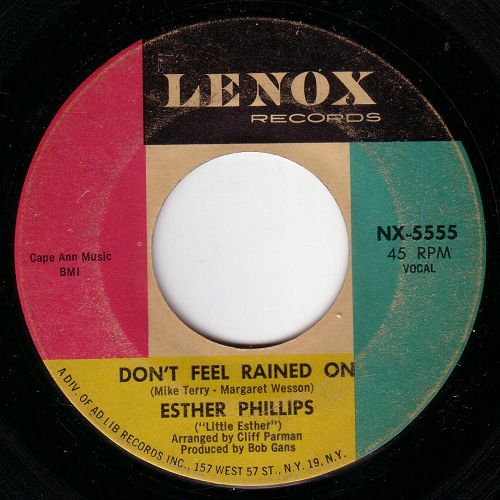 LENOX
RECORDS
Cape Ann Music
BMI
NX-5555
45 RPM
VOCAL
DON'T FEEL RAINED ON
(Mike Terry - Margaret Wesson)
ESTHER PHILLIPS
("Little Esther")
Arranged by Cliff Parman
Produced by Bob Gans
A DIV. OF AD LIB RECORDS INC., 157 WEST 57 ST., N.Y. 19, N.Y.